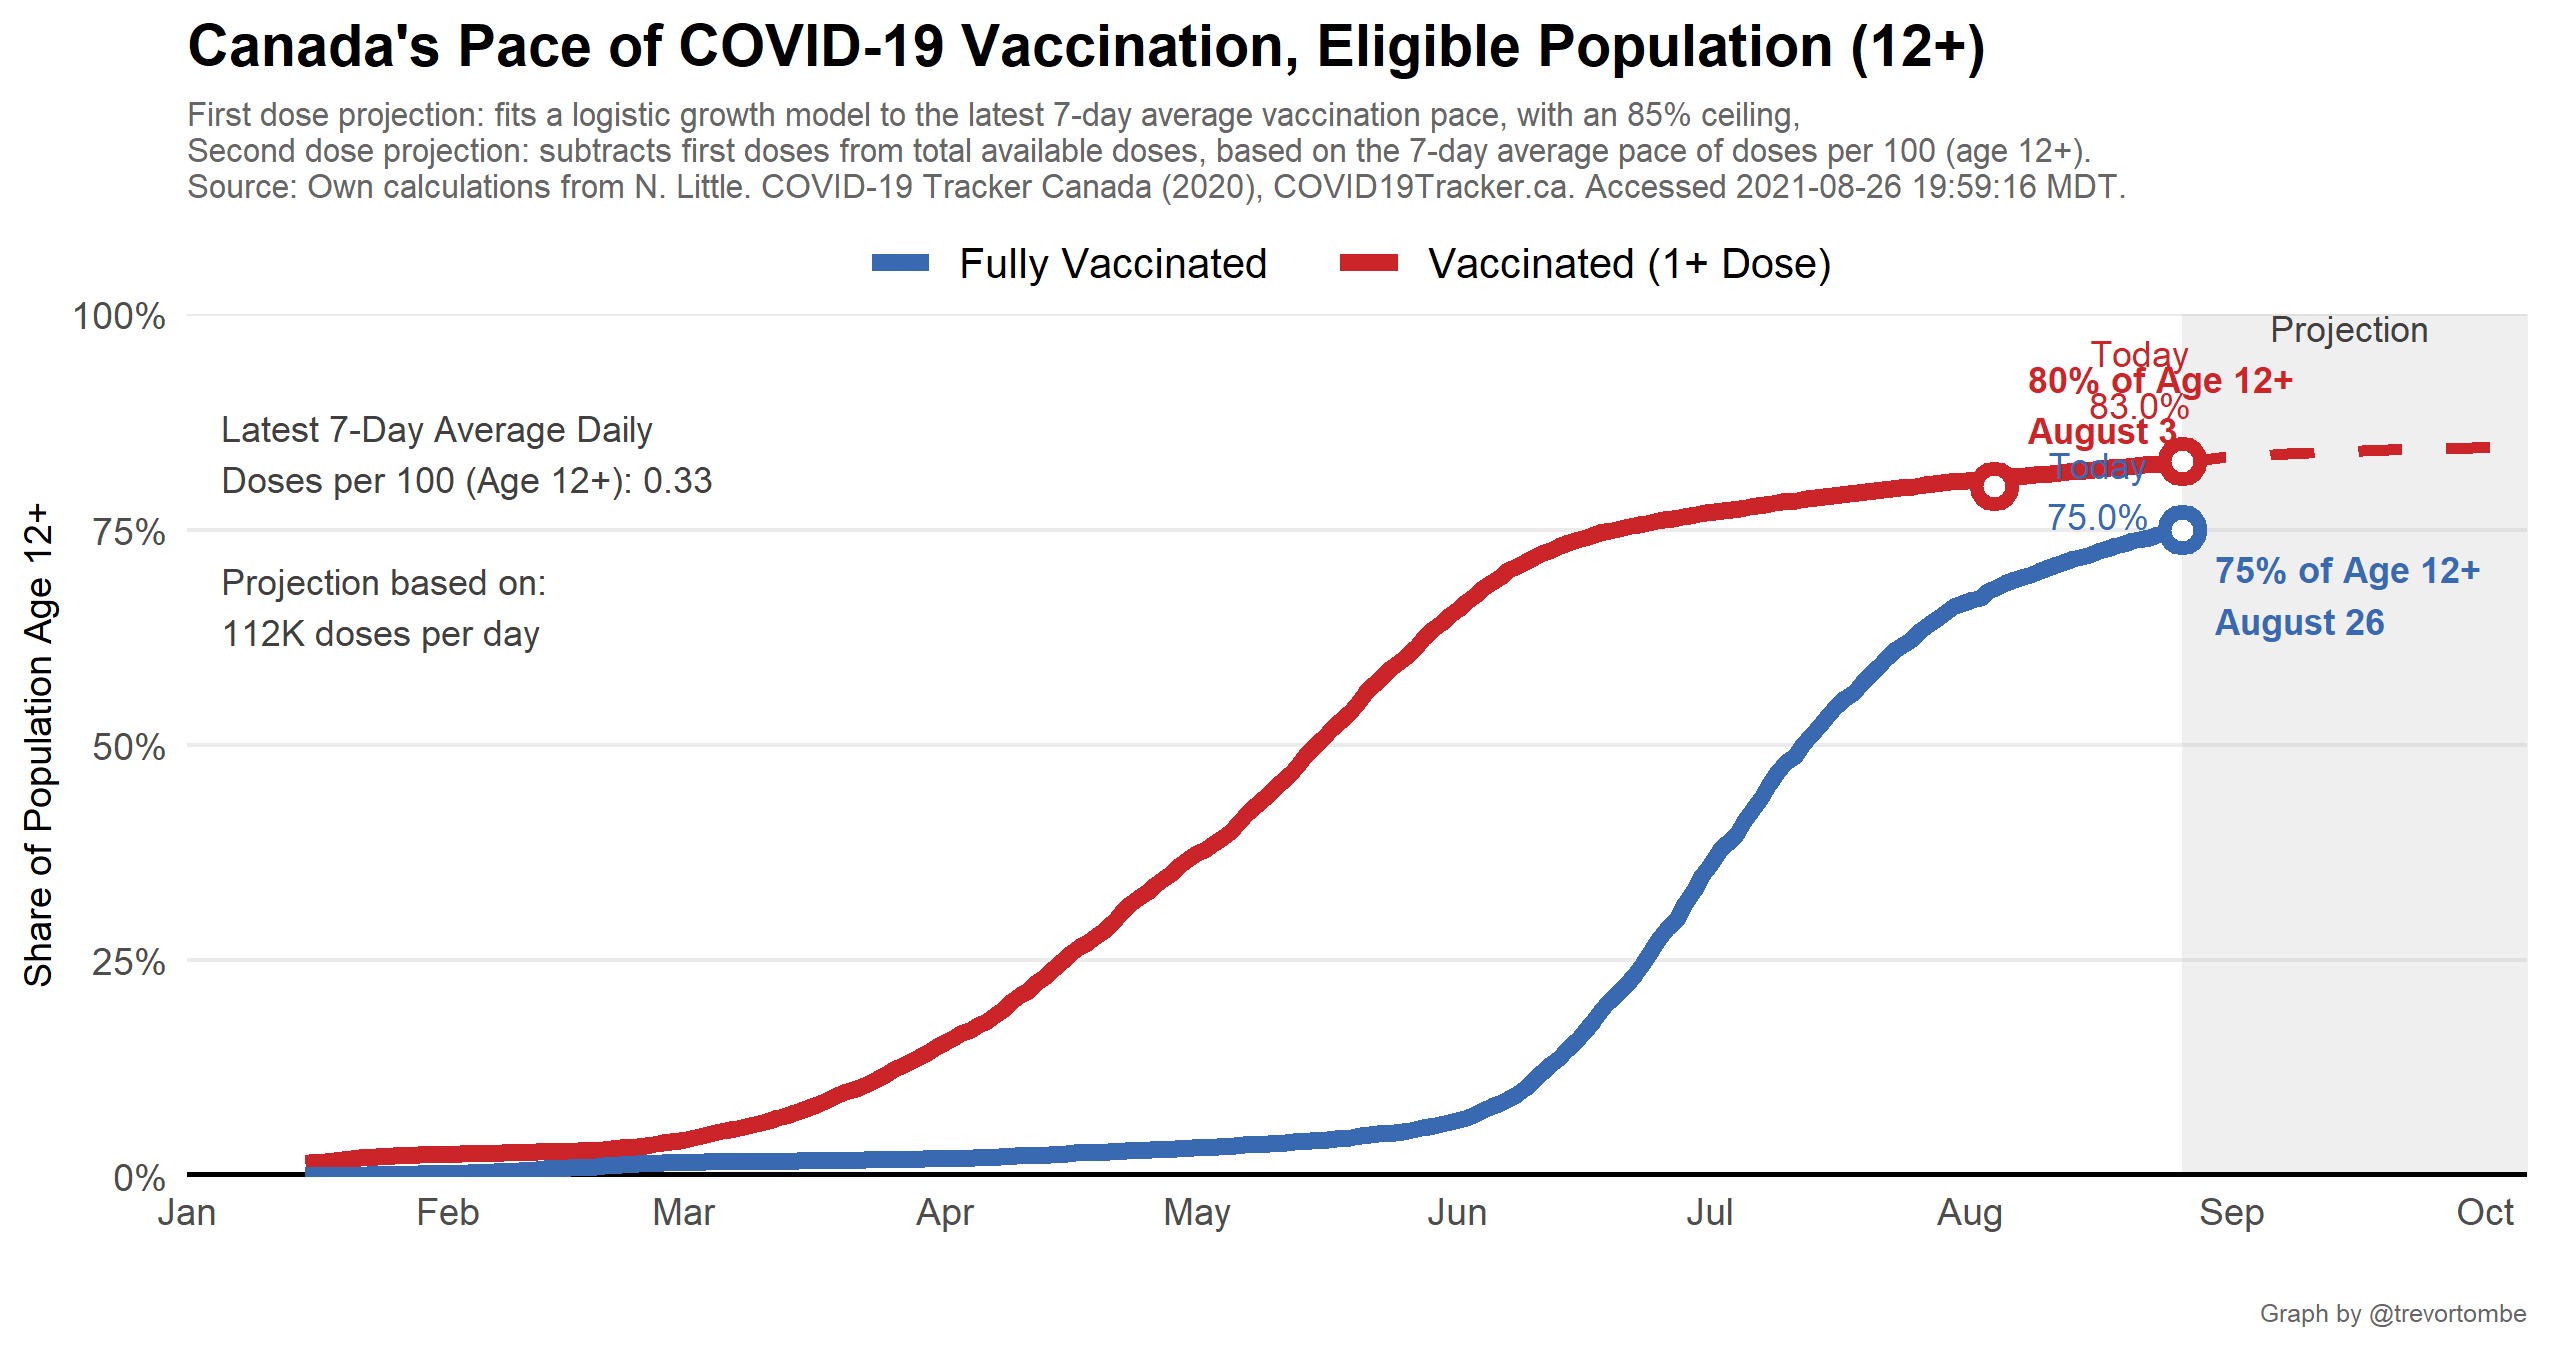 Canada's Pace of COVID-19 Vaccination, Eligible Population (12+)
First dose projection: fits a logistic growth model to the latest 7-day average vaccination pace, with an 85% ceiling,
Second dose projection: subtracts first doses from total available doses, based on the 7-day average pace of doses per 100 (age 12+).
Source: Own calculations from N. Little. COVID-19 Tracker Canada (2020), COVID19Tracker.ca. Accessed 2021-08-26 19:59:16 MDT.
Fully Vaccinated
Vaccinated (1+ Dose)
Share of Population Age 12+
100%
75%
50%
25%
0%
Latest 7-Day Average Daily
Doses per 100 (Age 12+): 0.33
Projection based on:
112K doses per day
Projection
Today
83.0%
80% of Age 12+
August 3
Today
75.0%
75% of Age 12+
August 26
Jan
Feb
Mar
Apr
May
Jun
Jul
Aug
Sep
Oct
Graph by @trevortombe